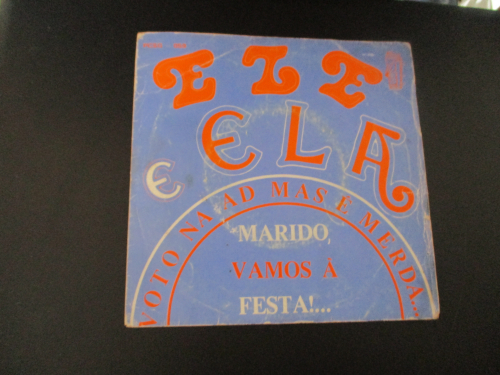 ELE
E ELA
VOTO NA AD MAS É MERDA...
MARIDO
VAMOS Á
FESTA!....